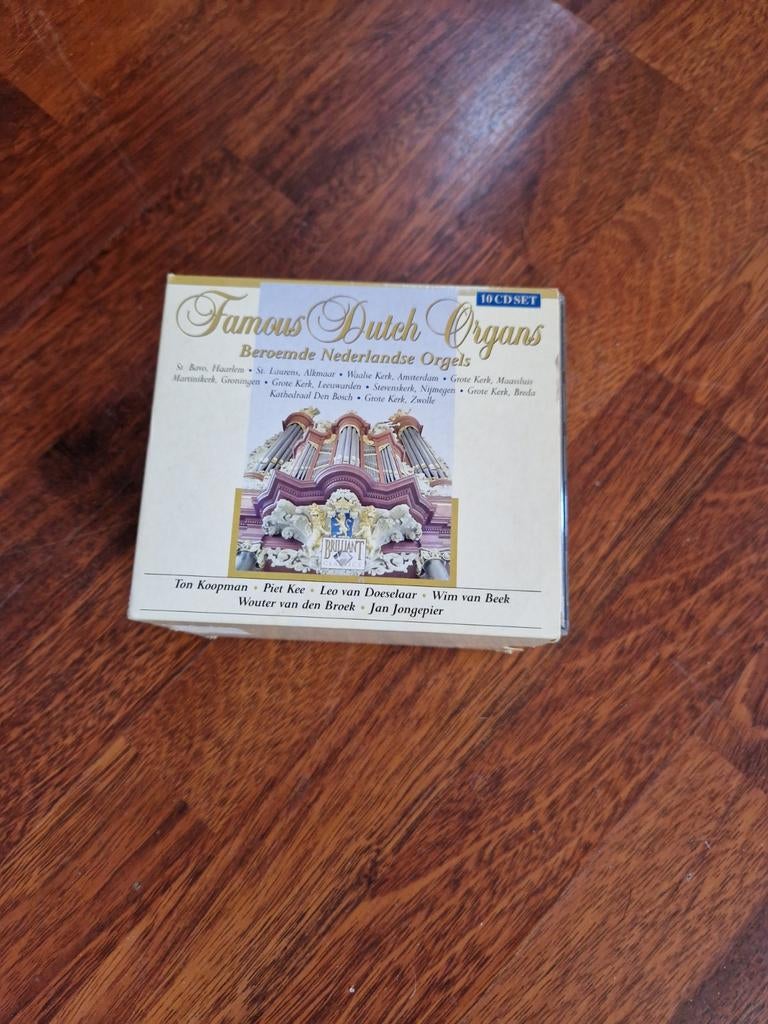 10 CD SET
Famous Dutch Organs
Beroemde Nederlandse Orgels
St. Bavo, Haarlem • St. Laurens, Alkmaar • Waalse Kerk, Amsterdam • Grote Kerk, Maassluis
Martinikerk, Groningen • Grote Kerk, Leeuwarden • Stevenskerk, Nijmegen • Grote Kerk, Breda
Kathedraal Den Bosch • Grote Kerk, Zwolle
BRILLIANT
CLASSICS
Ton Koopman • Piet Kee • Leo van Doeselaar • Wim van Beek
Wouter van den Broek • Jan Jongepier